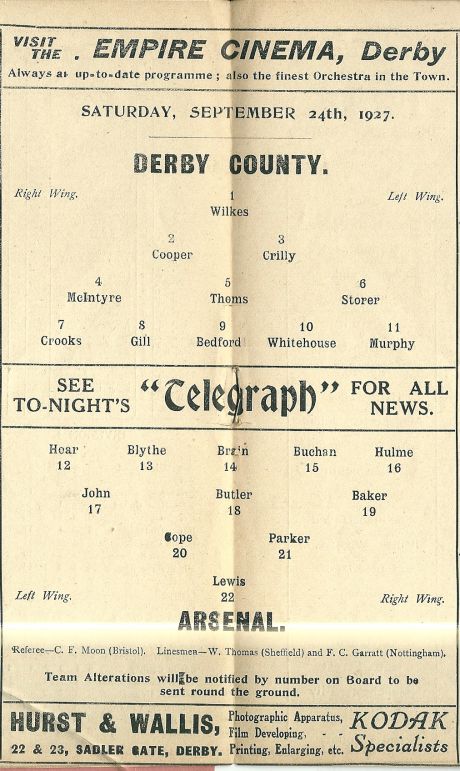 VISIT THE . EMPIRE CINEMA, Derby
Always an up-to-date programme ; also the finest Orchestra in the Town.
SATURDAY, SEPTEMBER 24th, 1927.
DERBY COUNTY.
Right Wing. 1 Left Wing.
Wilkes
2 3
Cooper Crilly
4 5 6
McIntyre Thoms Storer
7 8 9 10 11
Crooks Gill Bedford Whitehouse Murphy
SEE TO-NIGHT'S "Telegraph" FOR ALL NEWS.
Hoar Blythe Brain Buchan Hulme
12 13 14 15 16
John Butler Baker
17 18 19
Cope Parker
20 21
Lewis
Left Wing. 22 Right Wing.
ARSENAL.
Referee—C. F. Moon (Bristol). Linesmen—W. Thomas (Sheffield) and F. C. Garratt (Nottingham).
Team Alterations will be notified by number on Board to be
sent round the ground.
HURST & WALLIS,
22 & 23, SADLER GATE, DERBY.
Photographic Apparatus,
Film Developing, - -
Printing, Enlarging, etc.
KODAK
Specialists